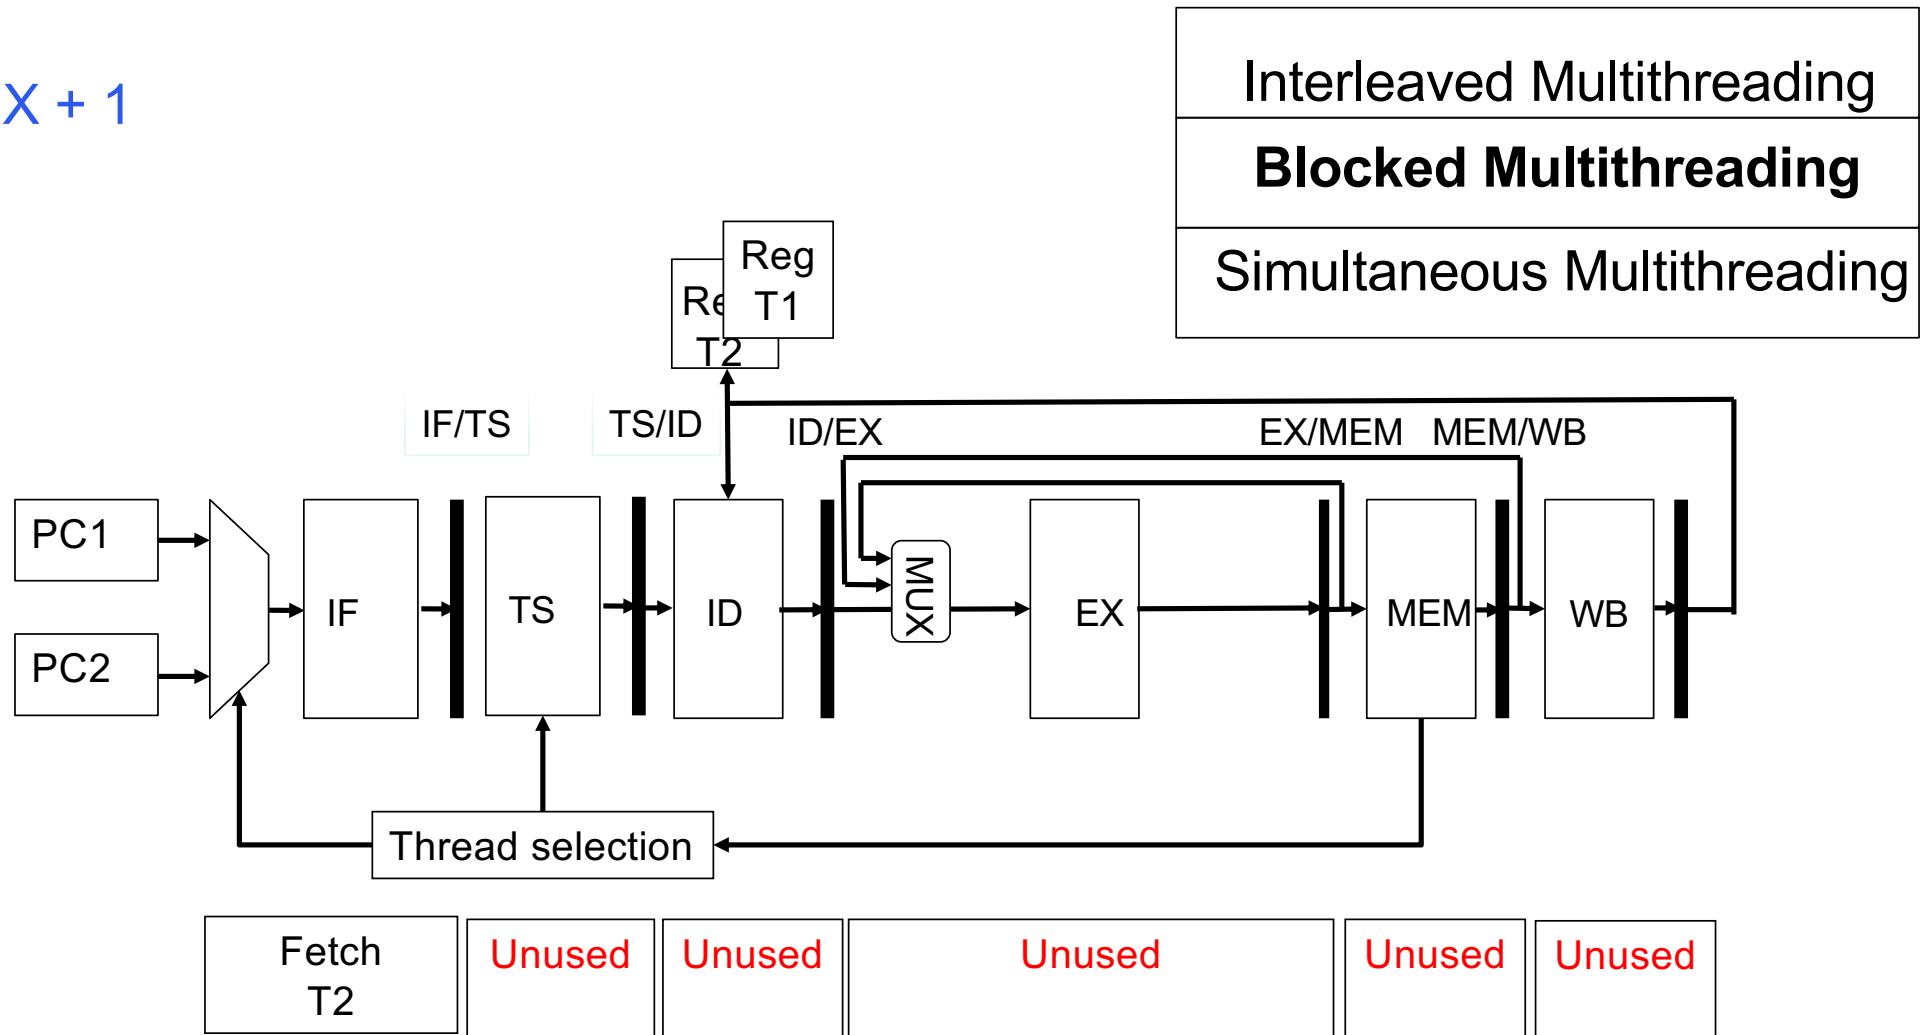 X + 1
Interleaved Multithreading
Blocked Multithreading
Simultaneous Multithreading
Reg
T1
Re
T2
IF/TS
TS/ID
ID/EX
EX/MEM
MEM/WB
PC1
PC2
IF
TS
ID
MUX
EX
MEM
WB
Thread selection
Fetch
T2
Unused
Unused
Unused
Unused
Unused